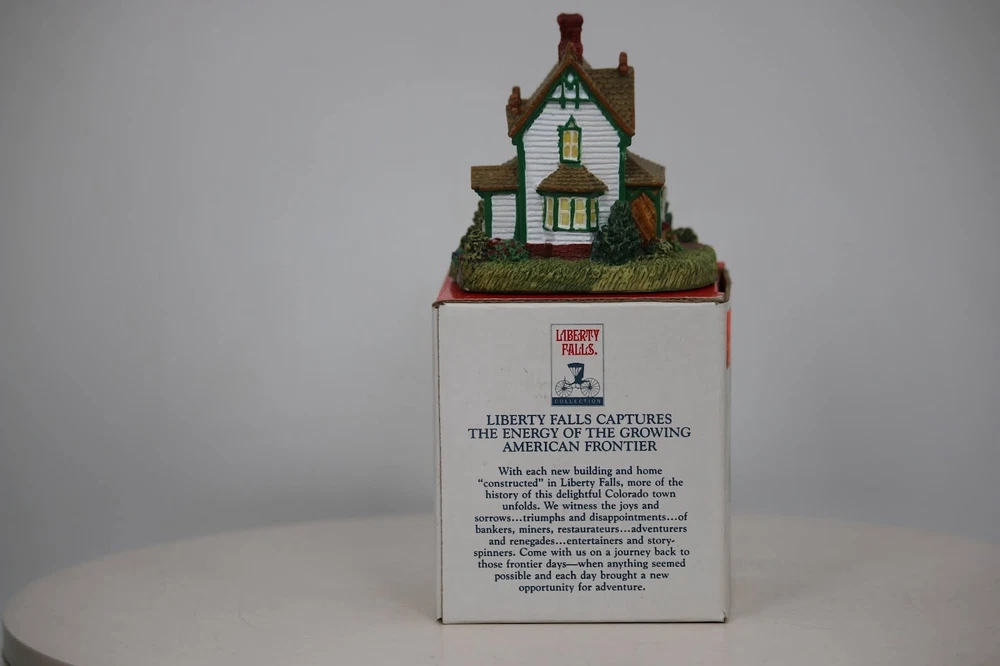 LIBERTY
FALLS.
COLLECTION
LIBERTY FALLS CAPTURES
THE ENERGY OF THE GROWING
AMERICAN FRONTIER
With each new building and home
“constructed” in Liberty Falls, more of the
history of this delightful Colorado town
unfolds. We witness the joys and
sorrows...triumphs and disappointments...of
bankers, miners, restaurateurs...adventurers
and renegades...entertainers and story-
spinners. Come with us on a journey back to
those frontier days—when anything seemed
possible and each day brought a new
opportunity for adventure.